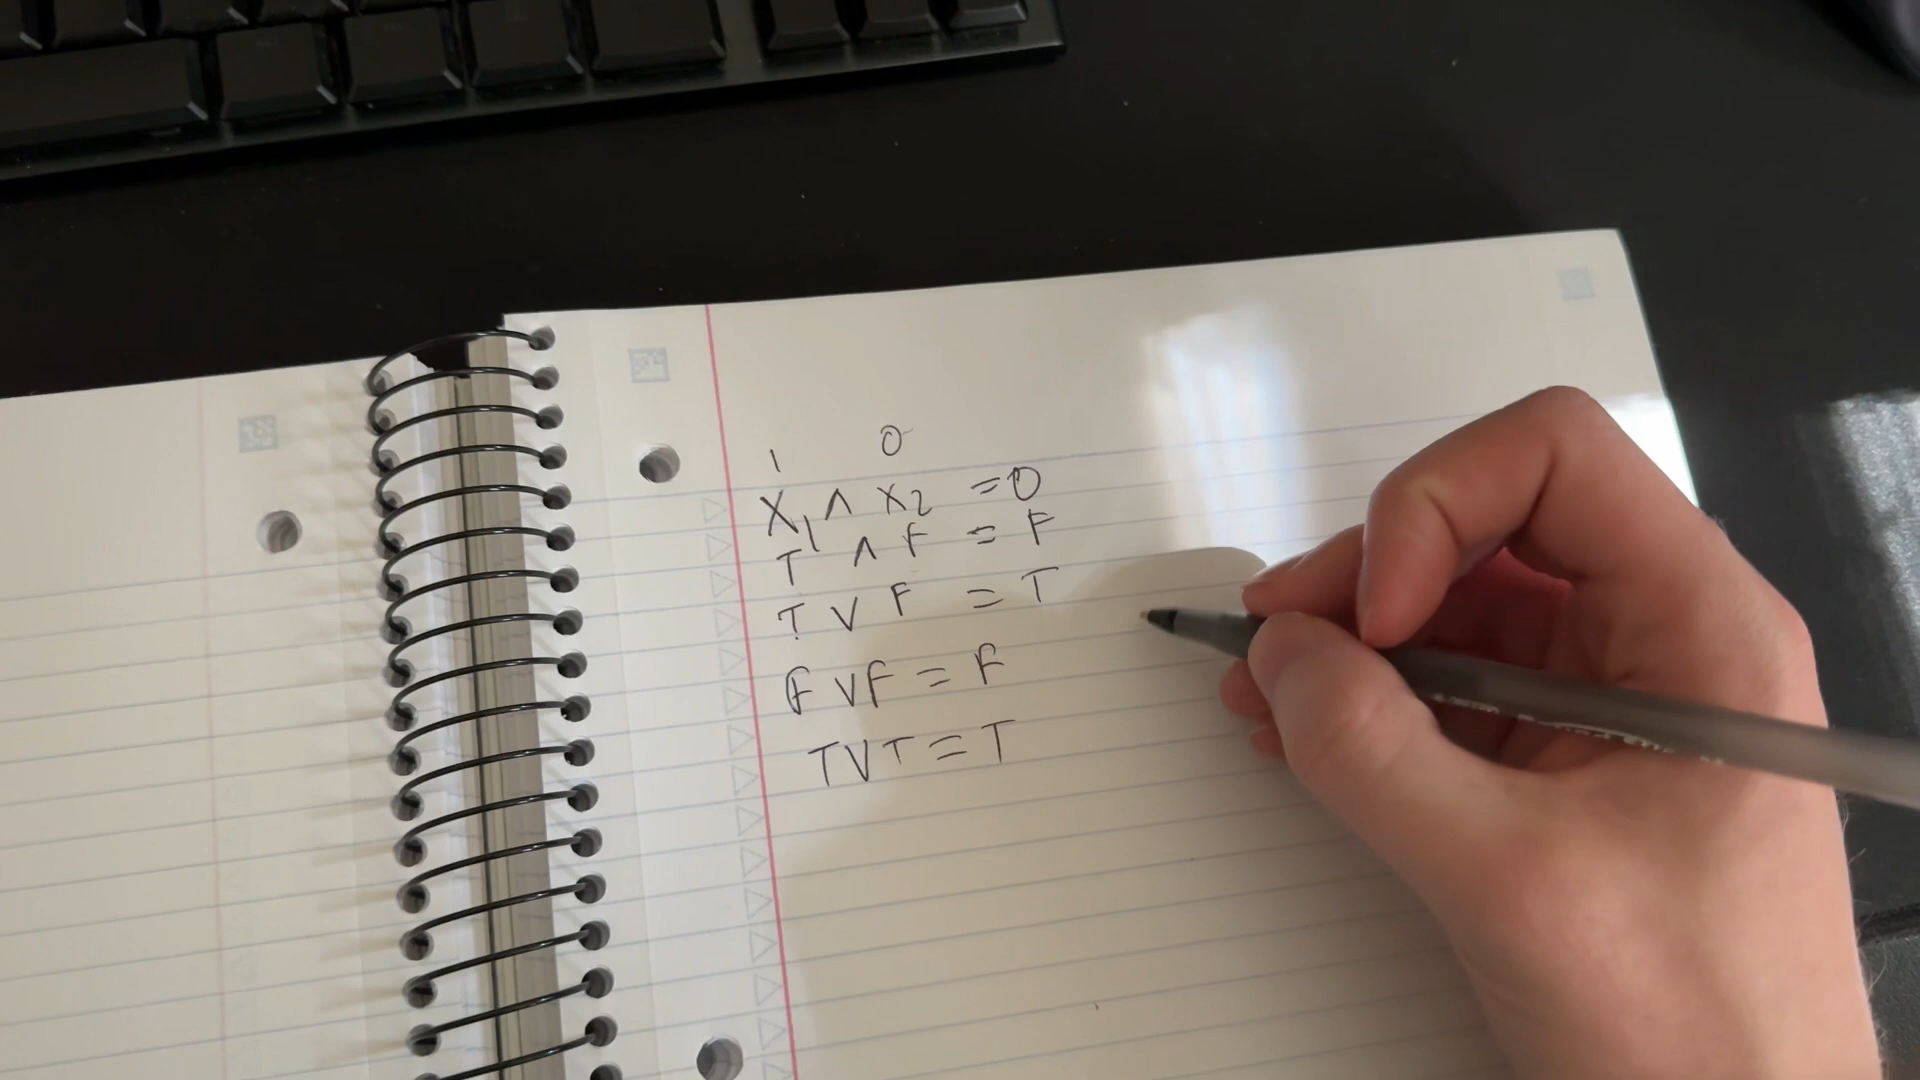 1 0
X₁ ∧ X₂ = 0
T ∧ F = F
T ∨ F = T
F ∨ F = F
T ∨ T = T